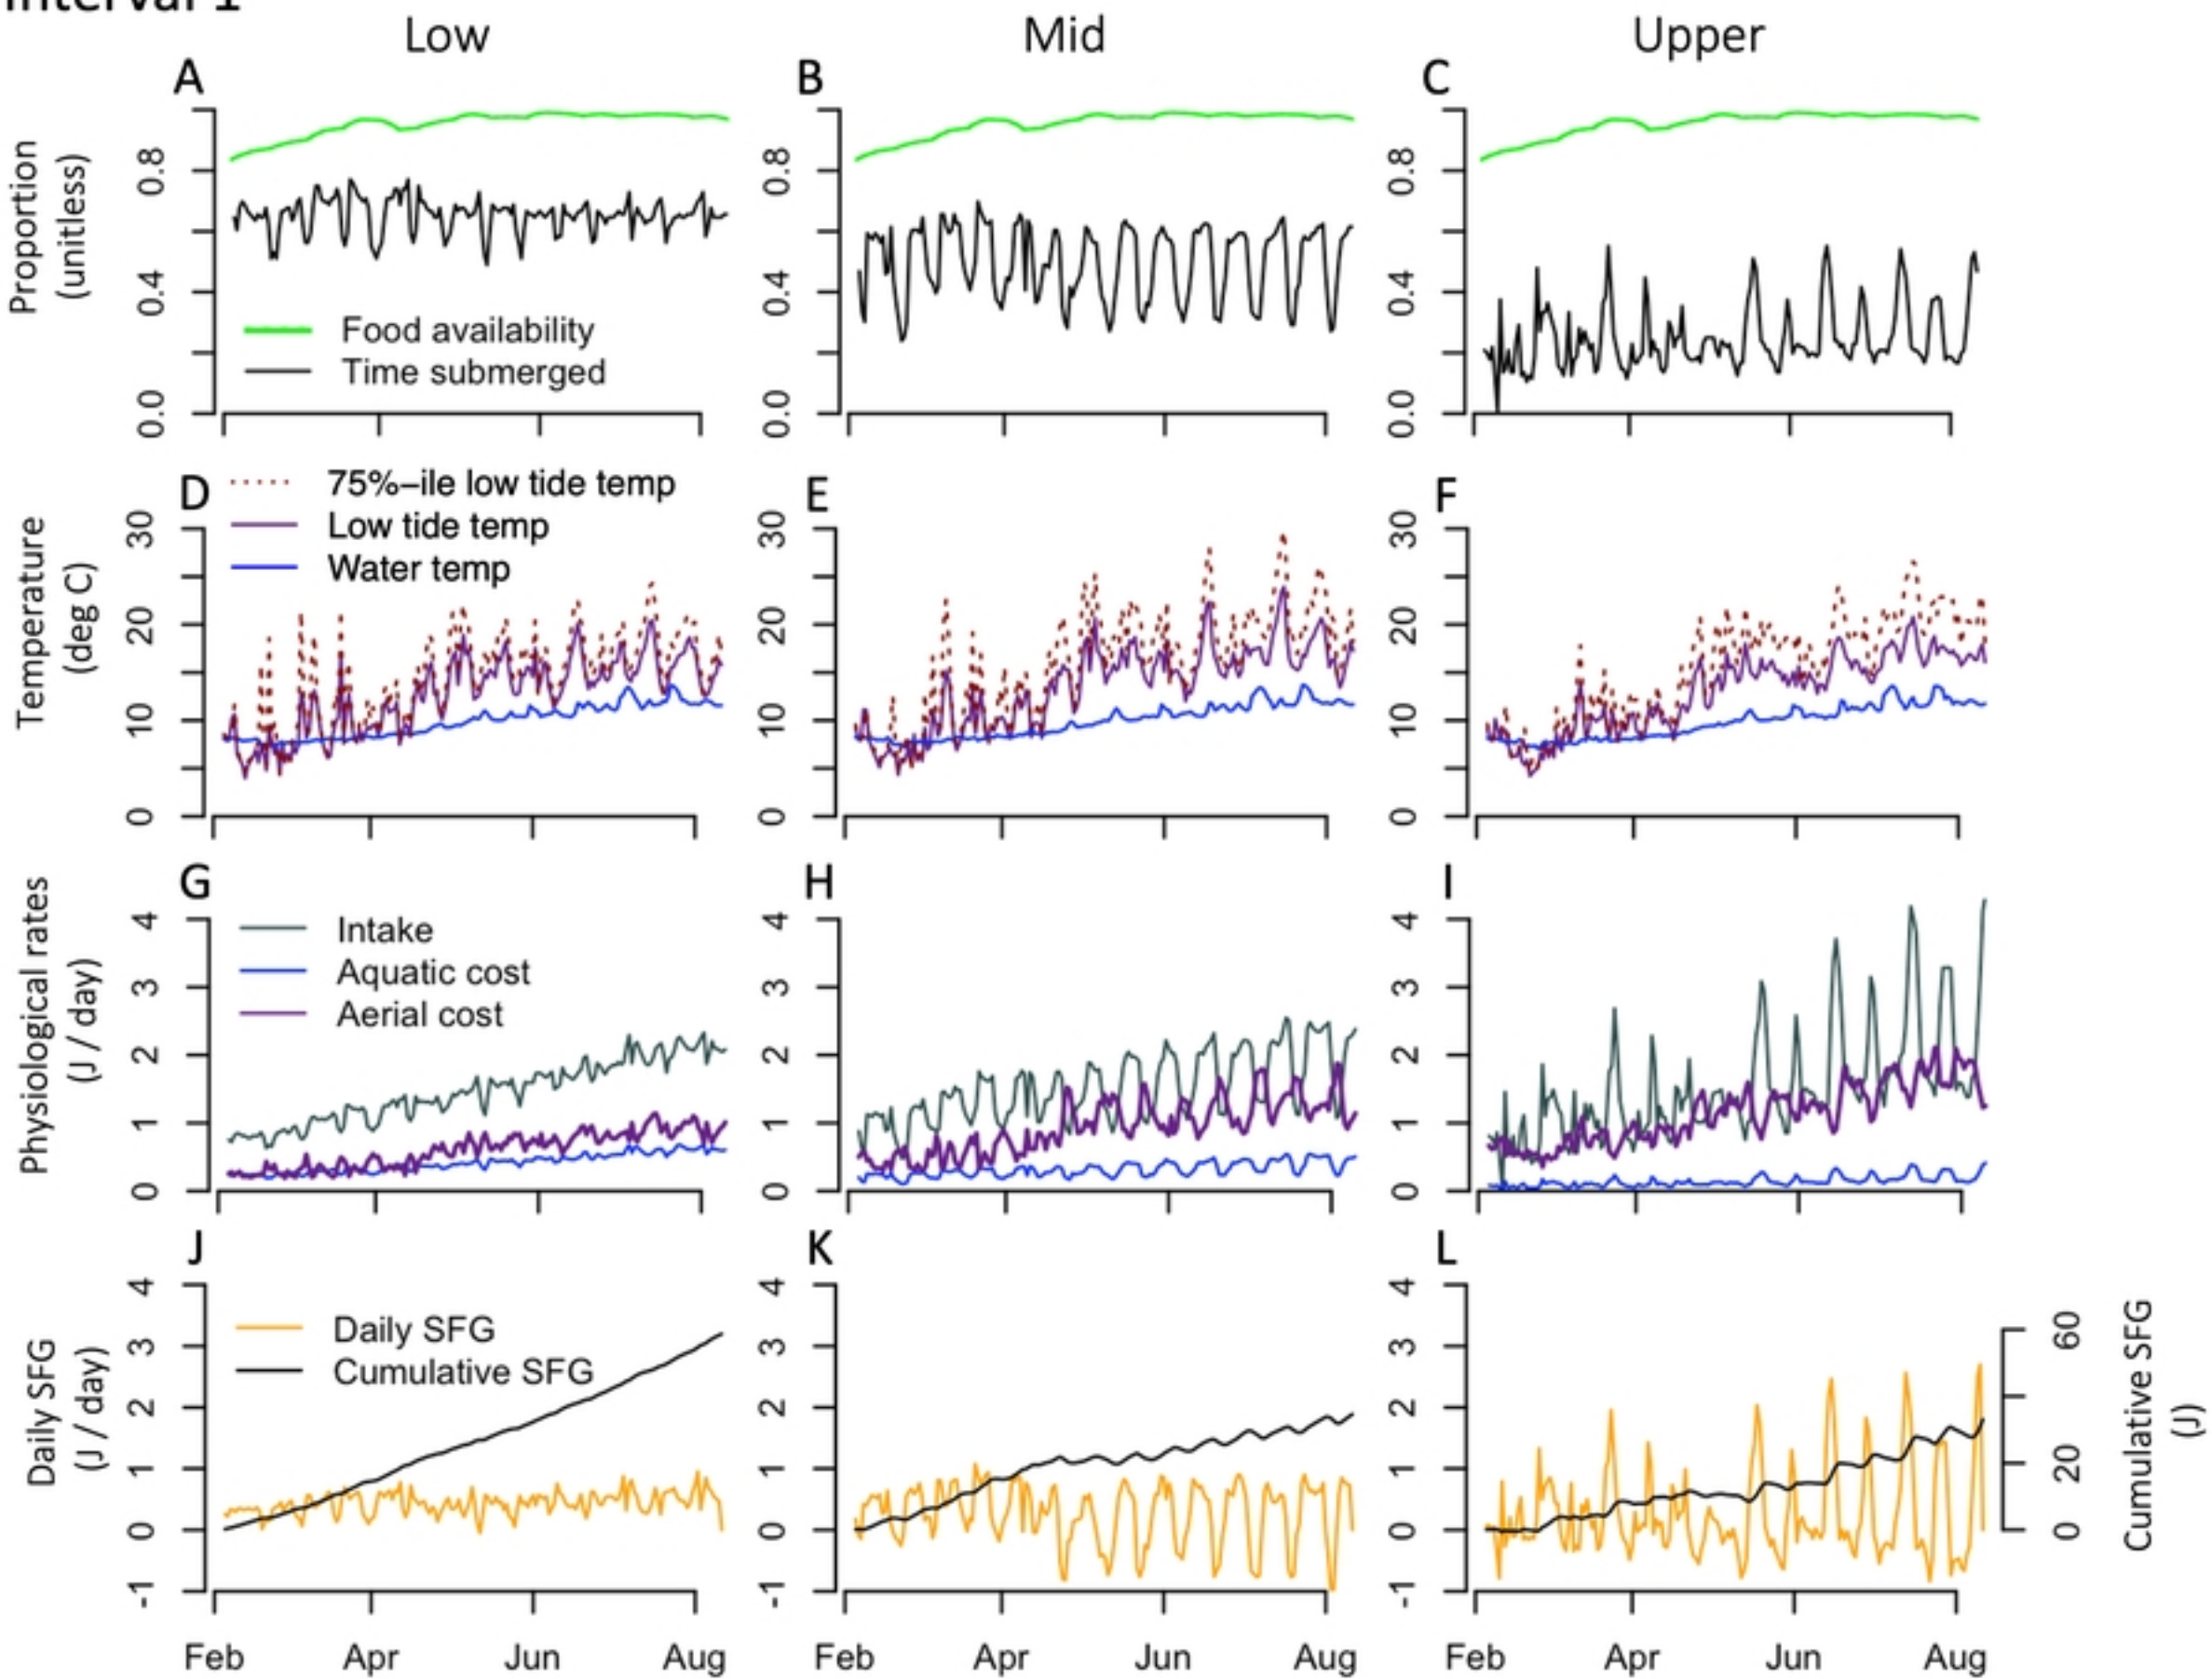 Interval 1
Low Mid Upper
A B C
Proportion
(unitless)
0.8
0.4
0.0
0.8
0.4
0.0
0.8
0.4
0.0
Food availability
Time submerged
D E F
75%–ile low tide temp
Low tide temp
Water temp
Temperature
(deg C)
30
20
10
0
30
20
10
0
30
20
10
0
G H I
Intake
Aquatic cost
Aerial cost
Physiological rates
(J / day)
4
3
2
1
0
4
3
2
1
0
4
3
2
1
0
J K L
Daily SFG
Cumulative SFG
Daily SFG
(J / day)
4
3
2
1
0
-1
4
3
2
1
0
-1
4
3
2
1
0
-1
60
20
0
Cumulative SFG
(J)
Feb Apr Jun Aug Feb Apr Jun Aug Feb Apr Jun Aug